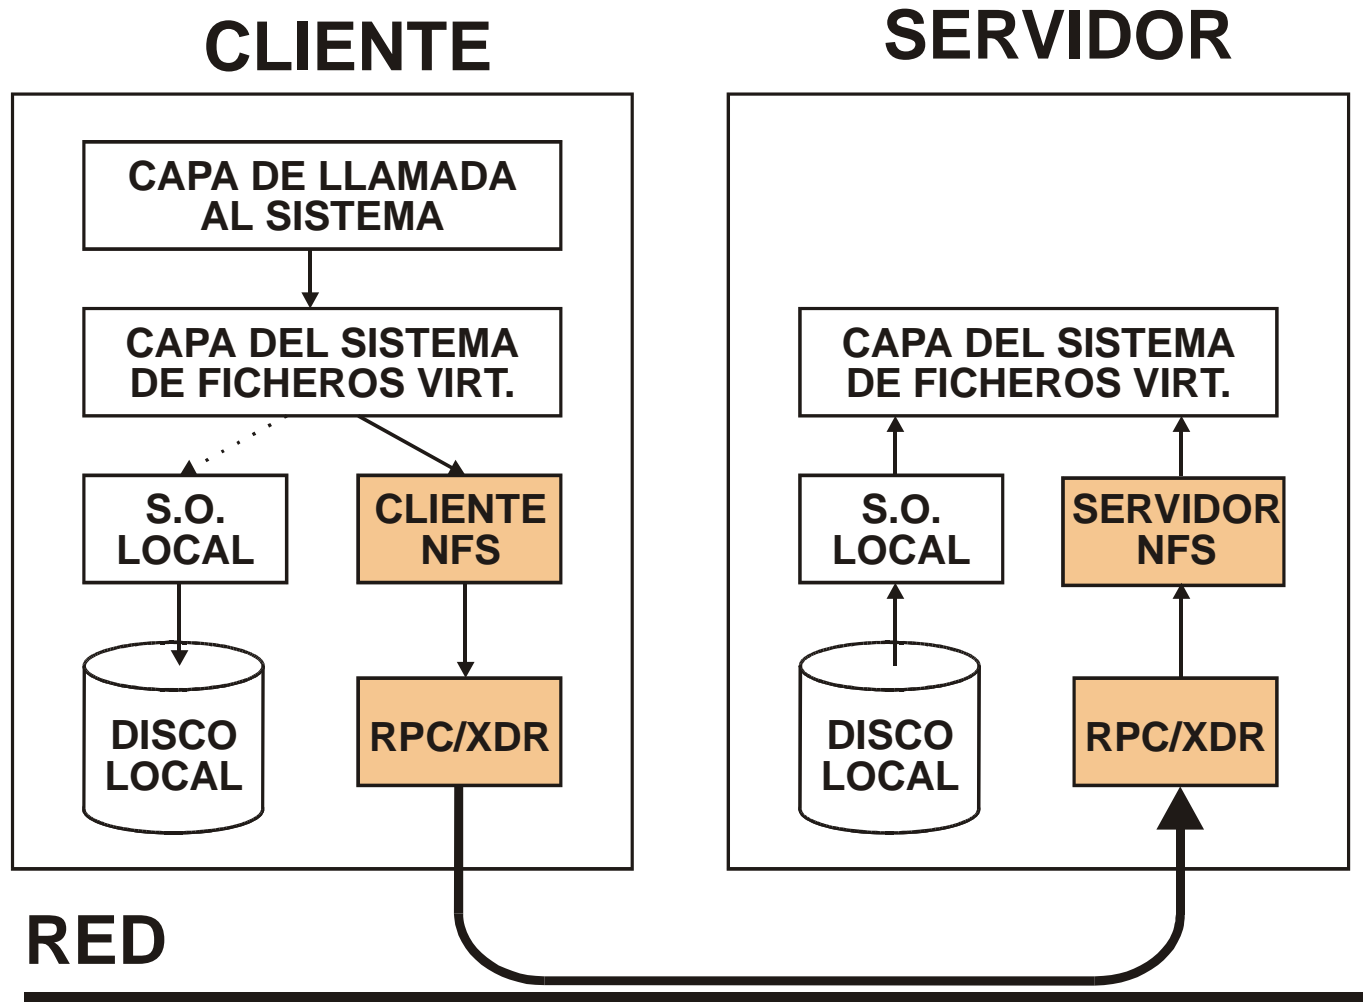 CLIENTE
SERVIDOR
CAPA DE LLAMADA
AL SISTEMA
CAPA DEL SISTEMA
DE FICHEROS VIRT.
S.O.
LOCAL
CLIENTE
NFS
DISCO
LOCAL
RPC/XDR
CAPA DEL SISTEMA
DE FICHEROS VIRT.
S.O.
LOCAL
SERVIDOR
NFS
DISCO
LOCAL
RPC/XDR
RED